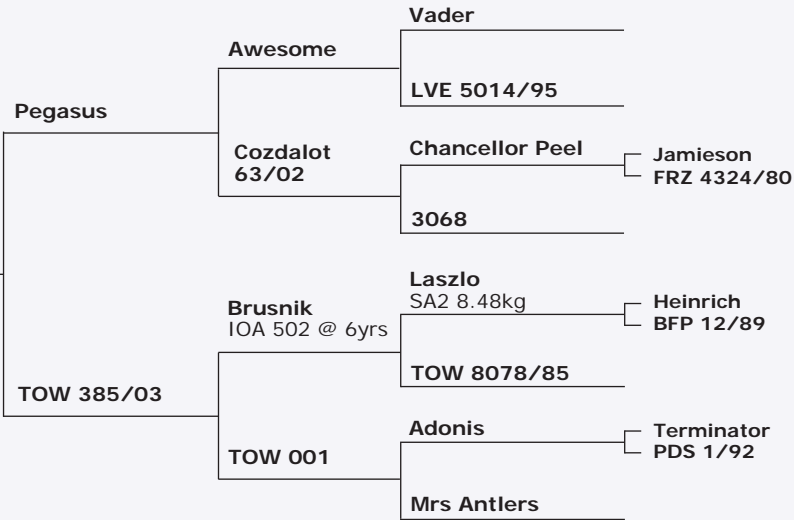 Vader
Awesome
LVE 5014/95
Pegasus
Cozdalot
63/02
Chancellor Peel
Jamieson
FRZ 4324/80
3068
Laszlo
SA2 8.48kg
Brusnik
IOA 502 @ 6yrs
Heinrich
BFP 12/89
TOW 8078/85
TOW 385/03
Adonis
Terminator
PDS 1/92
TOW 001
Mrs Antlers